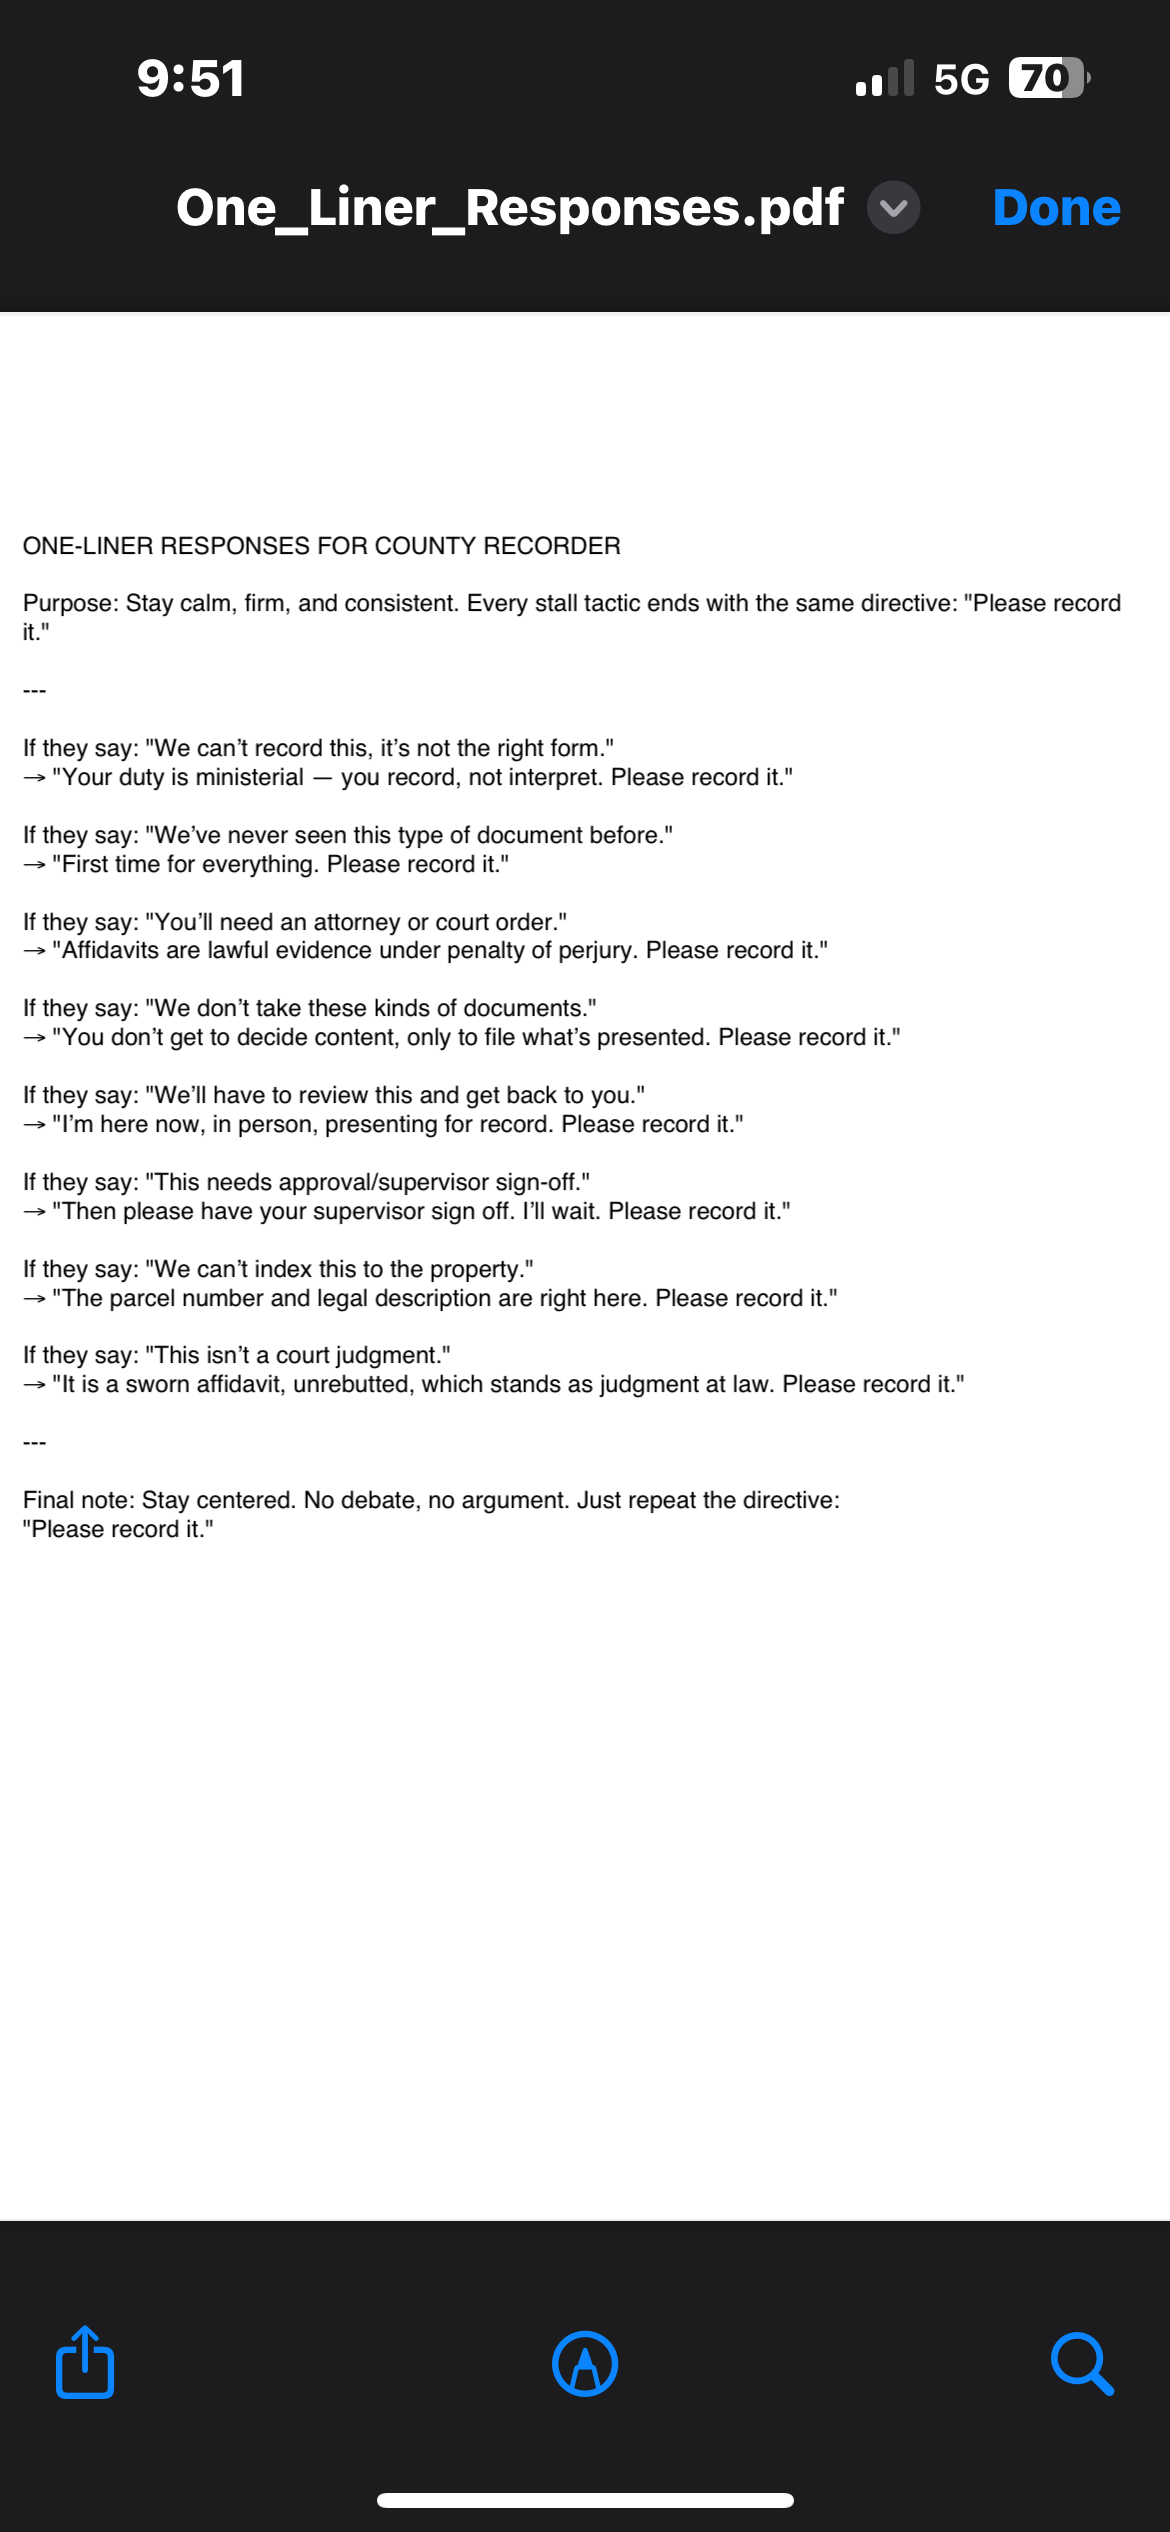 9:51
5G 70
One_Liner_Responses.pdf
Done
ONE-LINER RESPONSES FOR COUNTY RECORDER
Purpose: Stay calm, firm, and consistent. Every stall tactic ends with the same directive: "Please record
it."
---
If they say: "We can’t record this, it’s not the right form."
→ "Your duty is ministerial — you record, not interpret. Please record it."
If they say: "We’ve never seen this type of document before."
→ "First time for everything. Please record it."
If they say: "You’ll need an attorney or court order."
→ "Affidavits are lawful evidence under penalty of perjury. Please record it."
If they say: "We don’t take these kinds of documents."
→ "You don’t get to decide content, only to file what’s presented. Please record it."
If they say: "We’ll have to review this and get back to you."
→ "I’m here now, in person, presenting for record. Please record it."
If they say: "This needs approval/supervisor sign-off."
→ "Then please have your supervisor sign off. I’ll wait. Please record it."
If they say: "We can’t index this to the property."
→ "The parcel number and legal description are right here. Please record it."
If they say: "This isn’t a court judgment."
→ "It is a sworn affidavit, unrebutted, which stands as judgment at law. Please record it."
---
Final note: Stay centered. No debate, no argument. Just repeat the directive:
"Please record it."